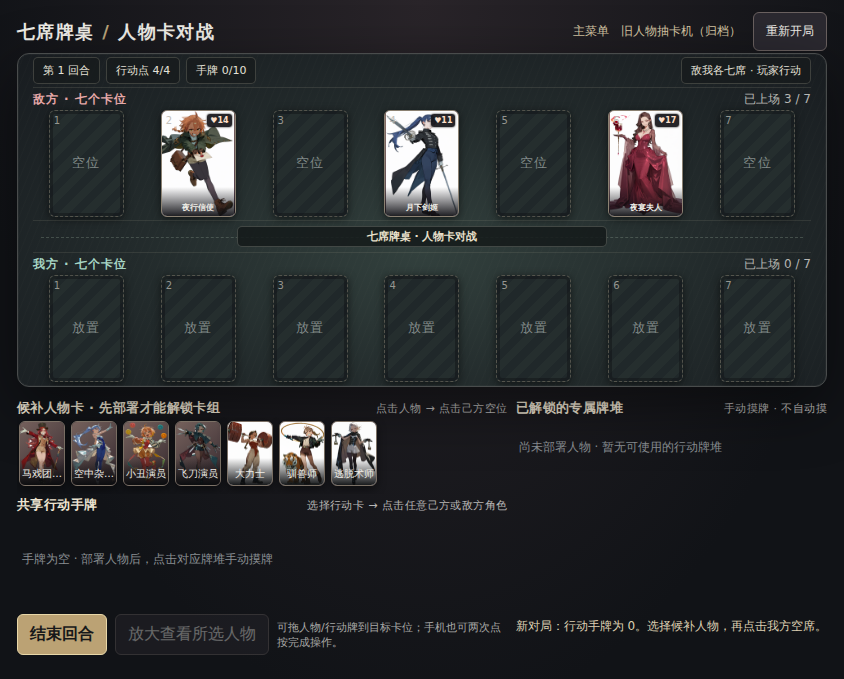 七席牌桌 / 人物卡对战
主菜单 旧人物抽卡机（归档） 重新开局
第 1 回合 行动点 4/4 手牌 0/10 敌我各七席 · 玩家行动
敌方 · 七个卡位 已上场 3 / 7
1 2 3 5 7
♥14 ♥11 ♥17
空位 空位 空位 空位
夜行信使 月下剑姬 夜宴夫人
七席牌桌 · 人物卡对战
我方 · 七个卡位 已上场 0 / 7
1 2 3 4 5 6 7
放置 放置 放置 放置 放置 放置 放置
候补人物卡 · 先部署才能解锁卡组 点击人物 → 点击己方空位 已解锁的专属牌堆 手动摸牌 · 不自动摸
马戏团… 空中杂… 小丑演员 飞刀演员 大力士 驯兽师 逃脱术师
尚未部署人物 · 暂无可使用的行动牌堆
共享行动手牌 选择行动卡 → 点击任意己方或敌方角色
手牌为空 · 部署人物后，点击对应牌堆手动摸牌
结束回合 放大查看所选人物
可拖人物/行动牌到目标卡位；手机也可两次点
按完成操作。
新对局：行动手牌为 0。选择候补人物，再点击我方空席。